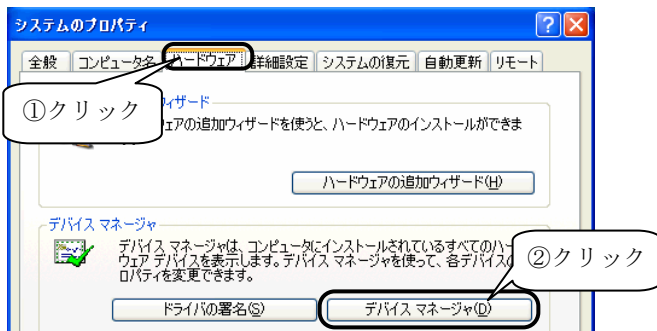 システムのプロパティ
全般 コンピュータ名 ハードウェア 詳細設定 システムの復元 自動更新 リモート
①クリック
ィザード
ェアの追加ウィザードを使うと、ハードウェアのインストールができま
ハードウェアの追加ウィザード(H)
デバイス マネージャ
デバイス マネージャは、コンピュータにインストールされているすべてのハー
ウェア デバイスを表示します。デバイス マネージャを使って、各デバイスの
ロパティを変更できます。
②クリック
ドライバの署名(S) デバイス マネージャ(D)